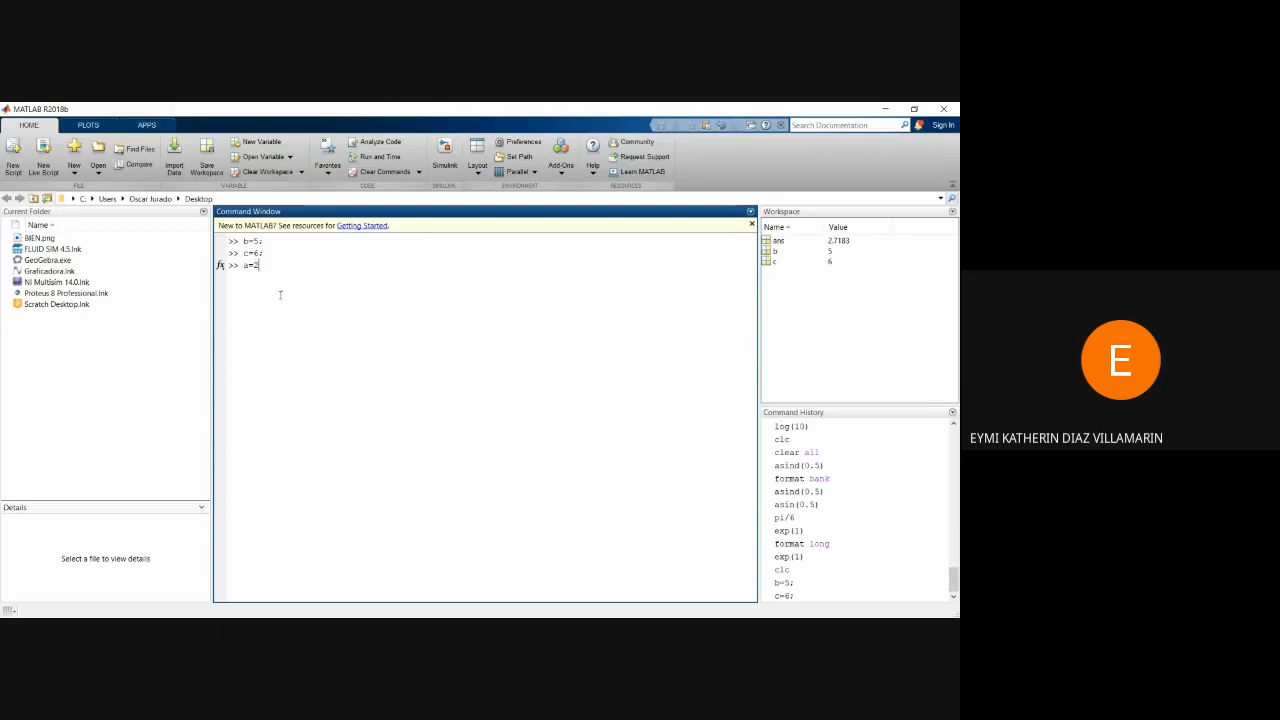 MATLAB R2018b
HOME PLOTS APPS
Search Documentation Sign In
New Script
New Live Script
New
Open
Find Files
Compare
FILE
Import Data
Save Workspace
New Variable
Open Variable
Clear Workspace
VARIABLE
Favorites
Analyze Code
Run and Time
Clear Commands
CODE
Simulink
SIMULINK
Layout
Preferences
Set Path
Parallel
ENVIRONMENT
Add-Ons
Help
Community
Request Support
Learn MATLAB
RESOURCES
C: Users Oscar Jurado Desktop
Current Folder
Name
BIEN.png
FLUID SIM 4.5.lnk
GeoGebra.exe
Graficadora.lnk
NI Multisim 14.0.lnk
Proteus 8 Professional.lnk
Scratch Desktop.lnk
Details
Select a file to view details
Command Window
New to MATLAB? See resources for Getting Started.
>> b=5;
>> c=6;
fx >> a=2
Workspace
Name Value
ans 2.7183
b 5
c 6
Command History
log(10)
clc
clear all
asind(0.5)
format bank
asind(0.5)
asin(0.5)
pi/6
exp(1)
format long
exp(1)
clc
b=5;
c=6;
E
EYMI KATHERIN DIAZ VILLAMARIN